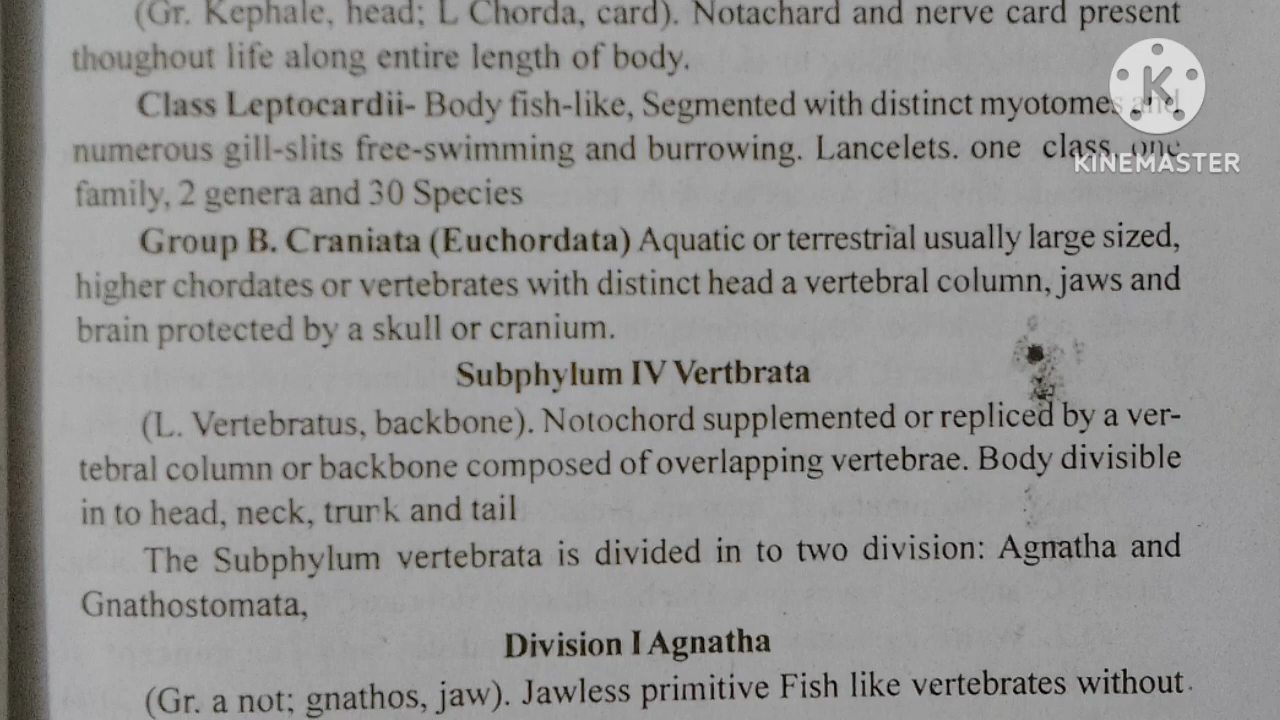 (Gr. Kephale, head; L Chorda, card). Notachard and nerve card present
thoughout life along entire length of body.
Class Leptocardii- Body fish-like, Segmented with distinct myotomes and
numerous gill-slits free-swimming and burrowing. Lancelets. one class, one
family, 2 genera and 30 Species
Group B. Craniata (Euchordata) Aquatic or terrestrial usually large sized,
higher chordates or vertebrates with distinct head a vertebral column, jaws and
brain protected by a skull or cranium.
Subphylum IV Vertbrata
(L. Vertebratus, backbone). Notochord supplemented or repliced by a ver-
tebral column or backbone composed of overlapping vertebrae. Body divisible
in to head, neck, trurk and tail
The Subphylum vertebrata is divided in to two division: Agnatha and
Gnathostomata,
Division I Agnatha
(Gr. a not; gnathos, jaw). Jawless primitive Fish like vertebrates without
K
KINEMASTER